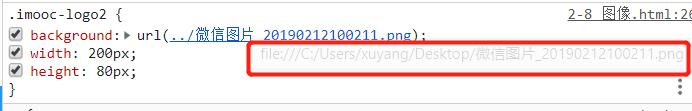 .imooc-logo2 {
2-8 图像.html:26
background: url(../微信图片_20190212100211.png);
width: 200px;
file:///C:/Users/xuyang/Desktop/微信图片_20190212100211.png
height: 80px;
}